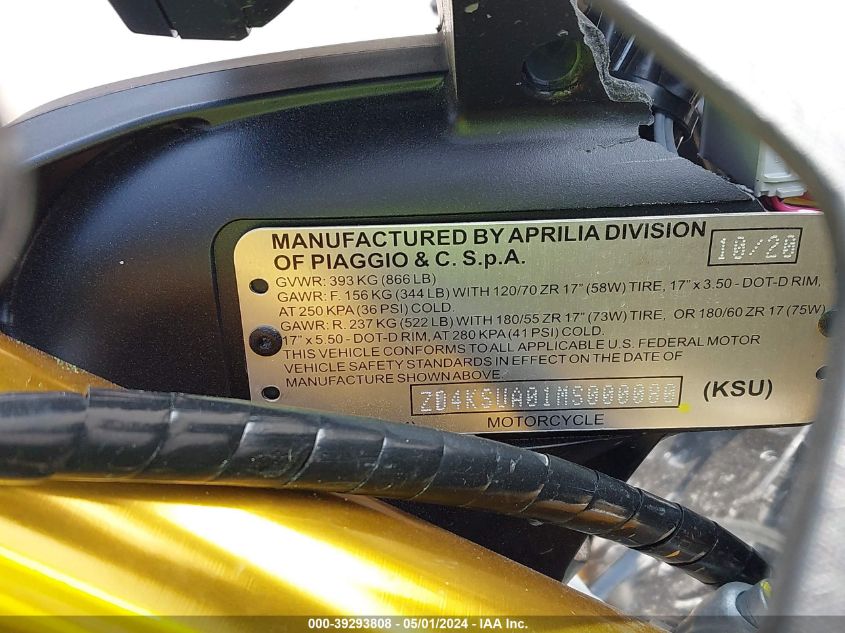 MANUFACTURED BY APRILIA DIVISION
OF PIAGGIO & C. S.p.A.
10/20
GVWR: 393 KG (866 LB)
GAWR: F. 156 KG (344 LB) WITH 120/70 ZR 17" (58W) TIRE, 17" x 3.50 - DOT-D RIM,
AT 250 KPA (36 PSI) COLD.
GAWR: R. 237 KG (522 LB) WITH 180/55 ZR 17" (73W) TIRE, OR 180/60 ZR 17 (75W)
17" x 5.50 - DOT-D RIM, AT 280 KPA (41 PSI) COLD.
THIS VEHICLE CONFORMS TO ALL APPLICABLE U.S. FEDERAL MOTOR
VEHICLE SAFETY STANDARDS IN EFFECT ON THE DATE OF
MANUFACTURE SHOWN ABOVE.
ZD4KSUA01MS000080 (KSU)
MOTORCYCLE
000-39293808 - 05/01/2024 - IAA Inc.